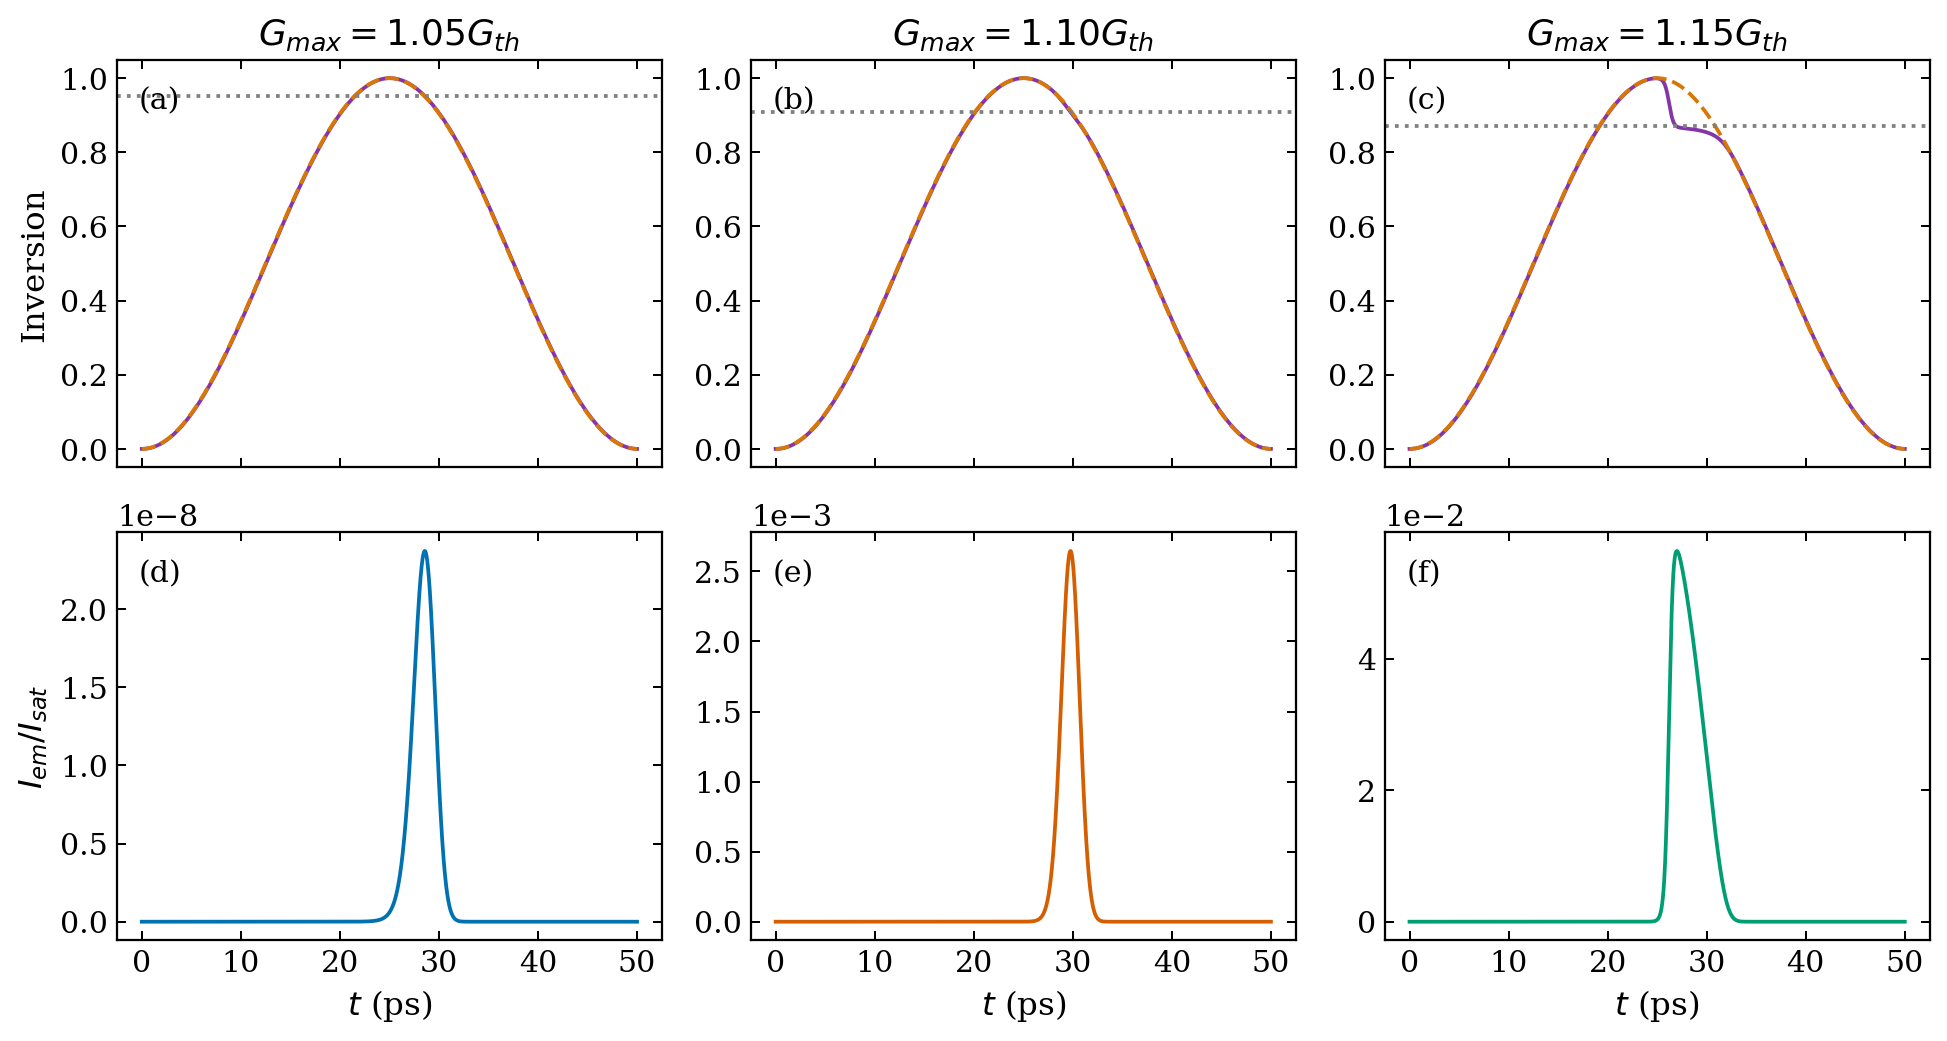 G_max = 1.05G_th
G_max = 1.10G_th
G_max = 1.15G_th
(a)
(b)
(c)
Inversion
1.0
0.8
0.6
0.4
0.2
0.0
1.0
0.8
0.6
0.4
0.2
0.0
1.0
0.8
0.6
0.4
0.2
0.0
1e−8
1e−3
1e−2
(d)
(e)
(f)
I_em/I_sat
2.0
1.5
1.0
0.5
0.0
2.5
2.0
1.5
1.0
0.5
0.0
4
2
0
0 10 20 30 40 50
0 10 20 30 40 50
0 10 20 30 40 50
t (ps)
t (ps)
t (ps)